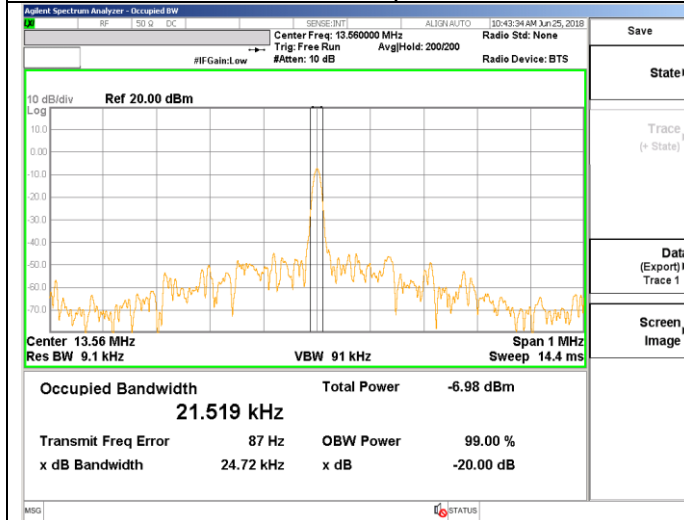 Agilent Spectrum Analyzer - Occupied BW
RF 50 Ω DC SENSE:INT ALIGN AUTO 10:43:34 AM Jun 25, 2018
Center Freq: 13.560000 MHz Radio Std: None
Trig: Free Run Avg|Hold: 200/200
#IFGain:Low #Atten: 10 dB Radio Device: BTS
10 dB/div Ref 20.00 dBm
Log
10.0
0.00
-10.0
-20.0
-30.0
-40.0
-50.0
-60.0
-70.0
Center 13.56 MHz Span 1 MHz
Res BW 9.1 kHz VBW 91 kHz Sweep 14.4 ms
Occupied Bandwidth Total Power -6.98 dBm
21.519 kHz
Transmit Freq Error 87 Hz OBW Power 99.00 %
x dB Bandwidth 24.72 kHz x dB -20.00 dB
MSG STATUS
Save
State
Trace
(+ State)
Data
(Export)
Trace 1
Screen
Image